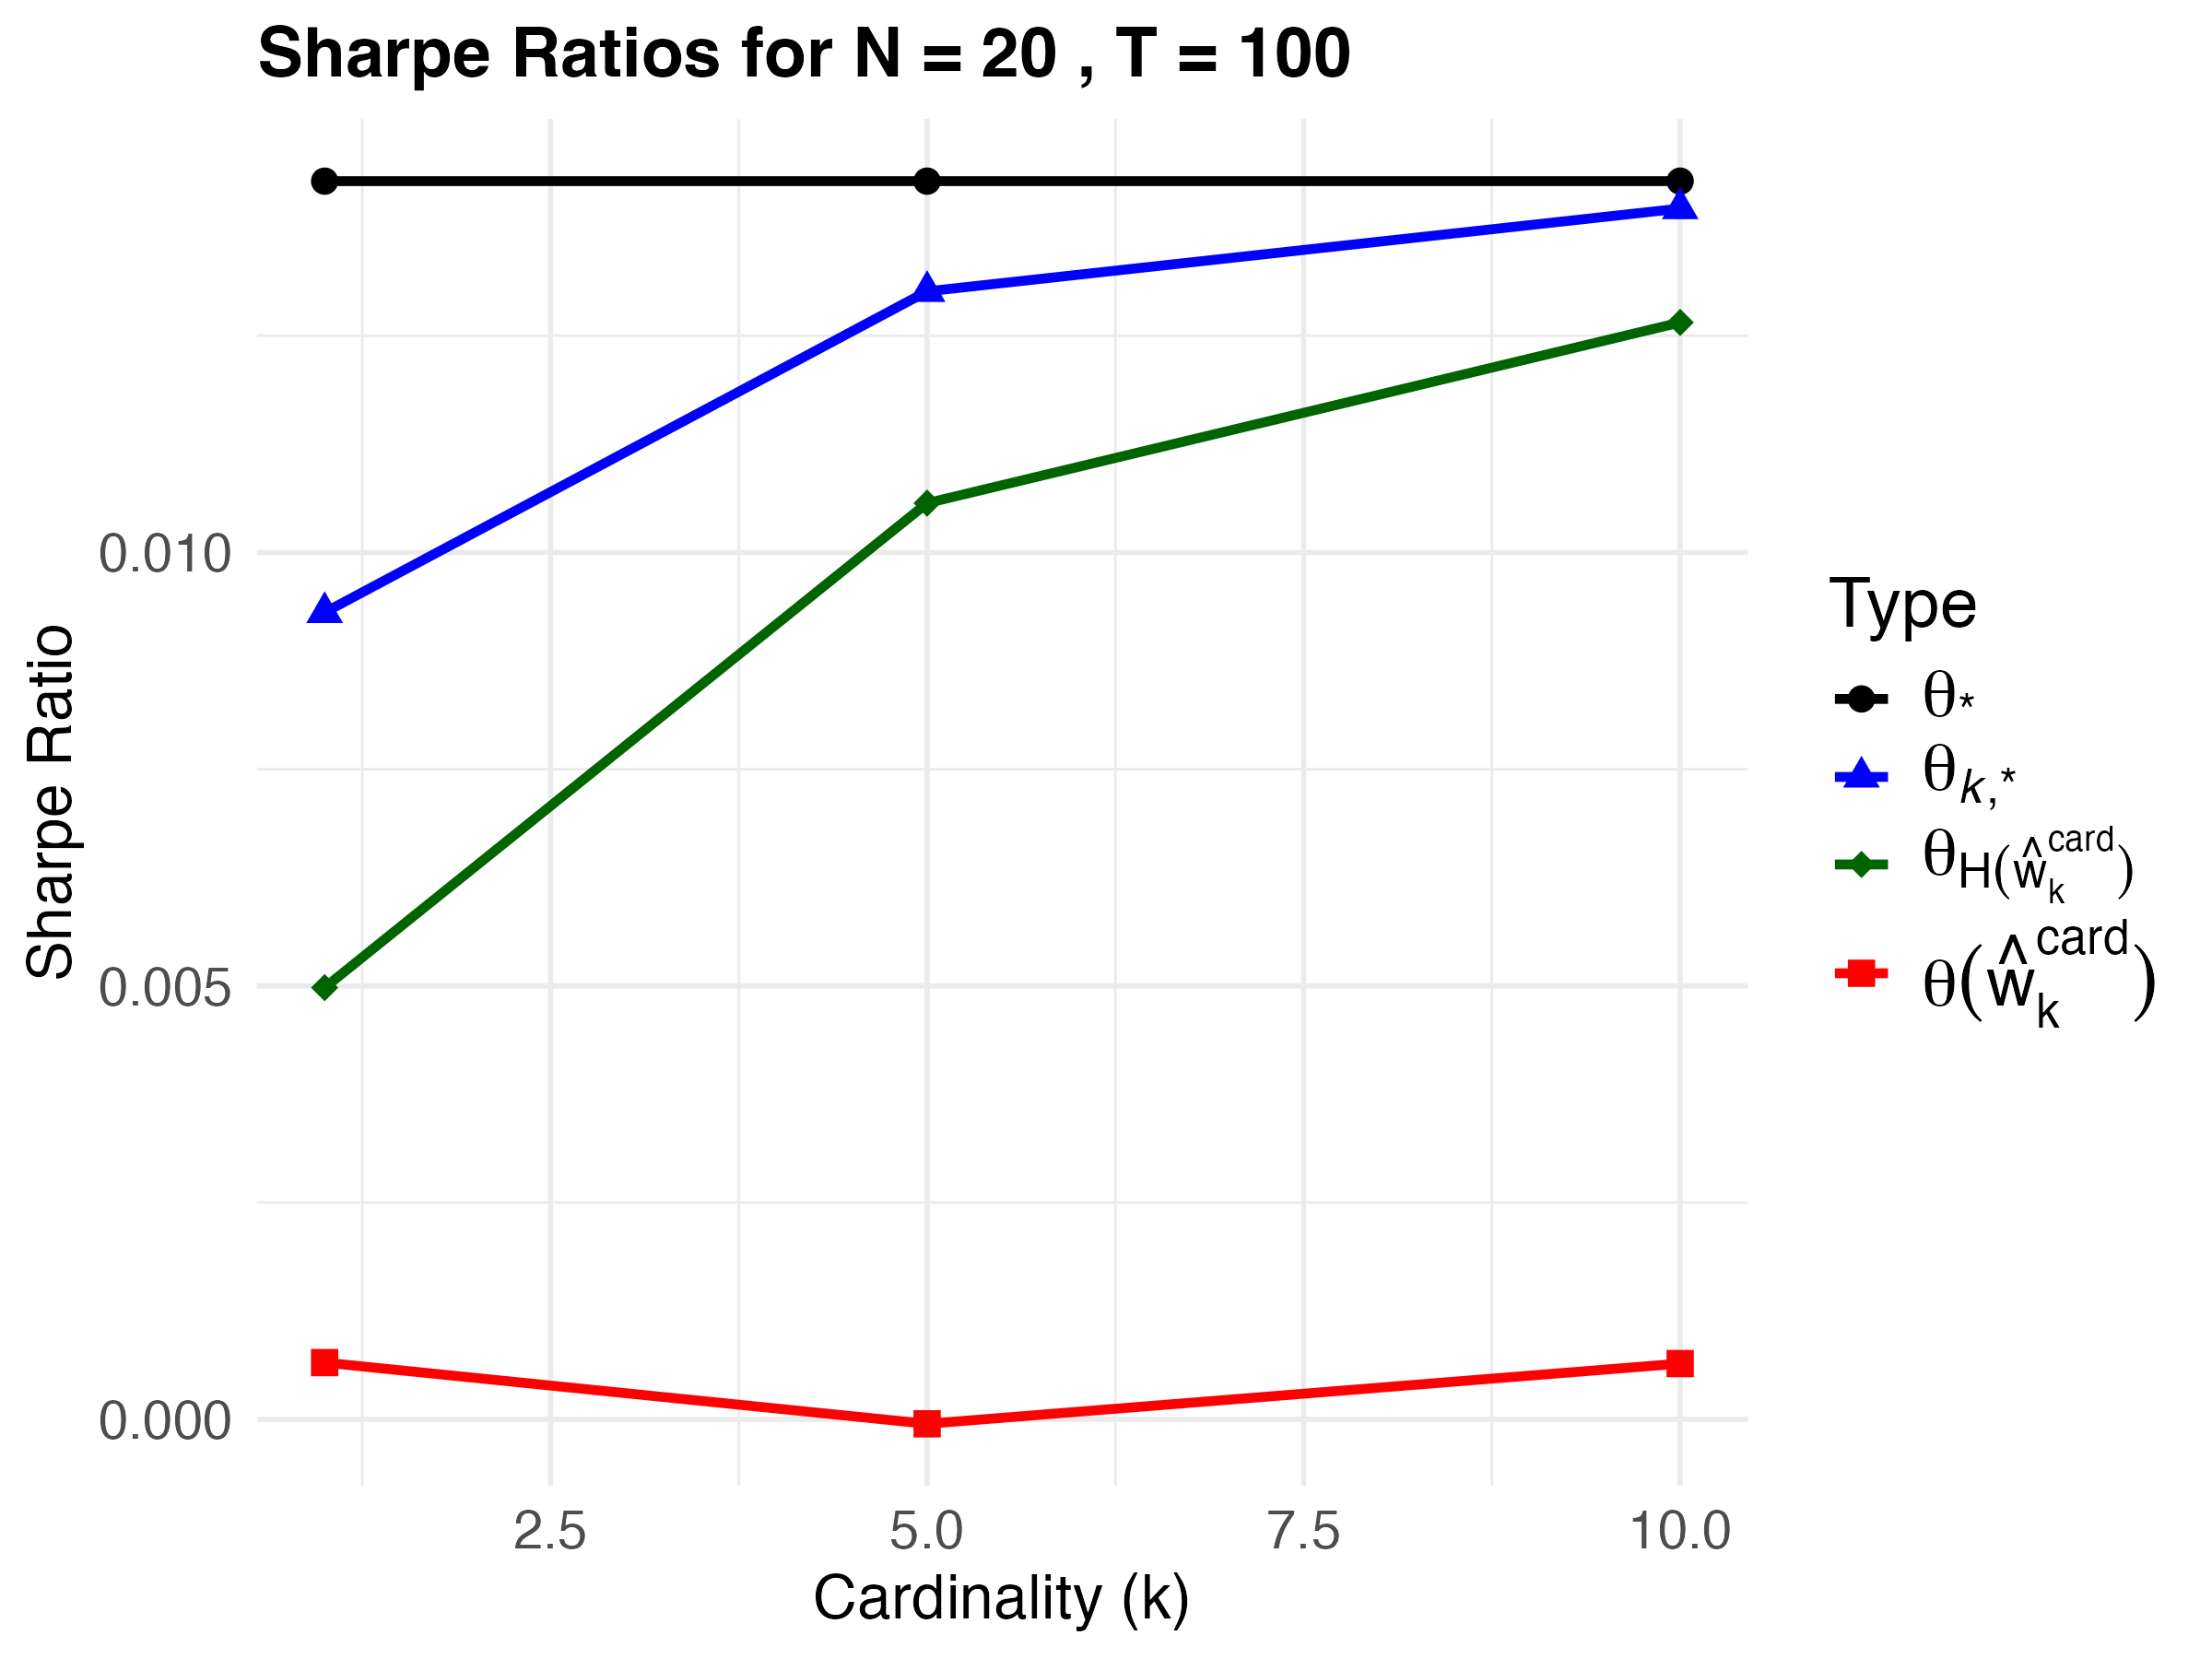 Sharpe Ratios for N = 20 , T = 100
Sharpe Ratio
0.010
0.005
0.000
2.5 5.0 7.5 10.0
Cardinality (k)
Type
θ*
θk,*
θH(ŵkcard)
θ(ŵkcard)